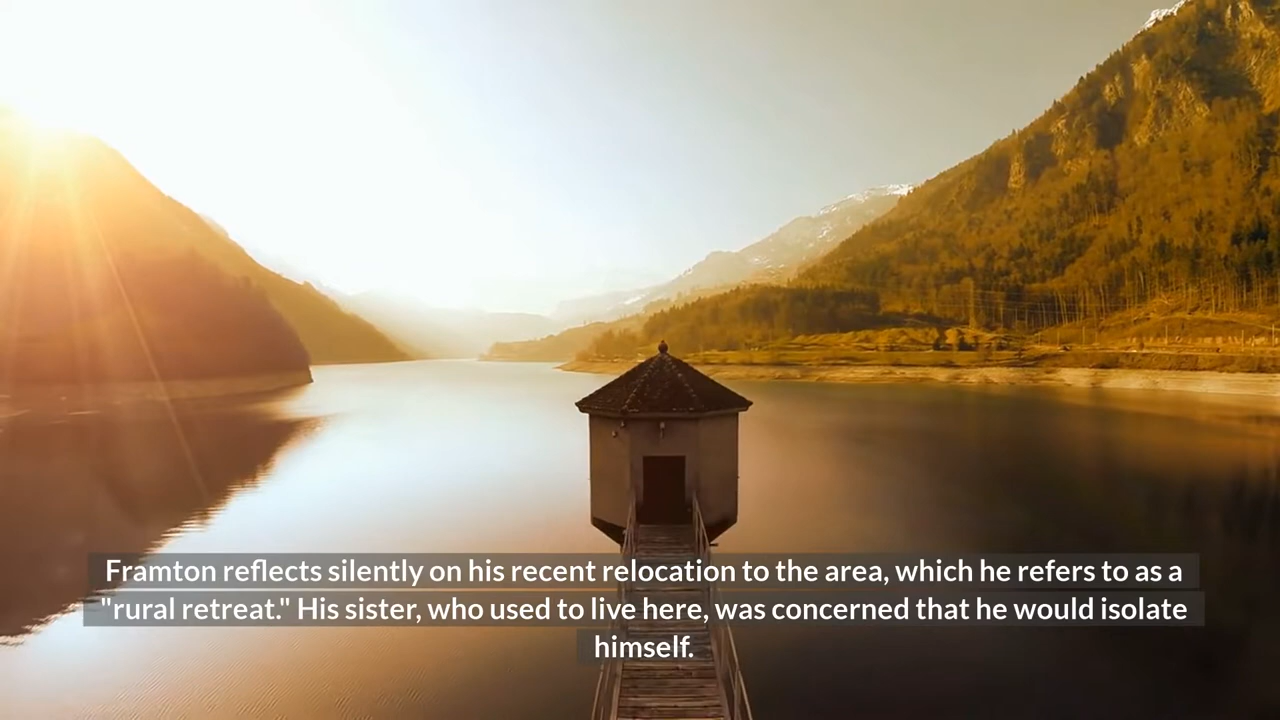 Framton reflects silently on his recent relocation to the area, which he refers to as a
"rural retreat." His sister, who used to live here, was concerned that he would isolate
himself.